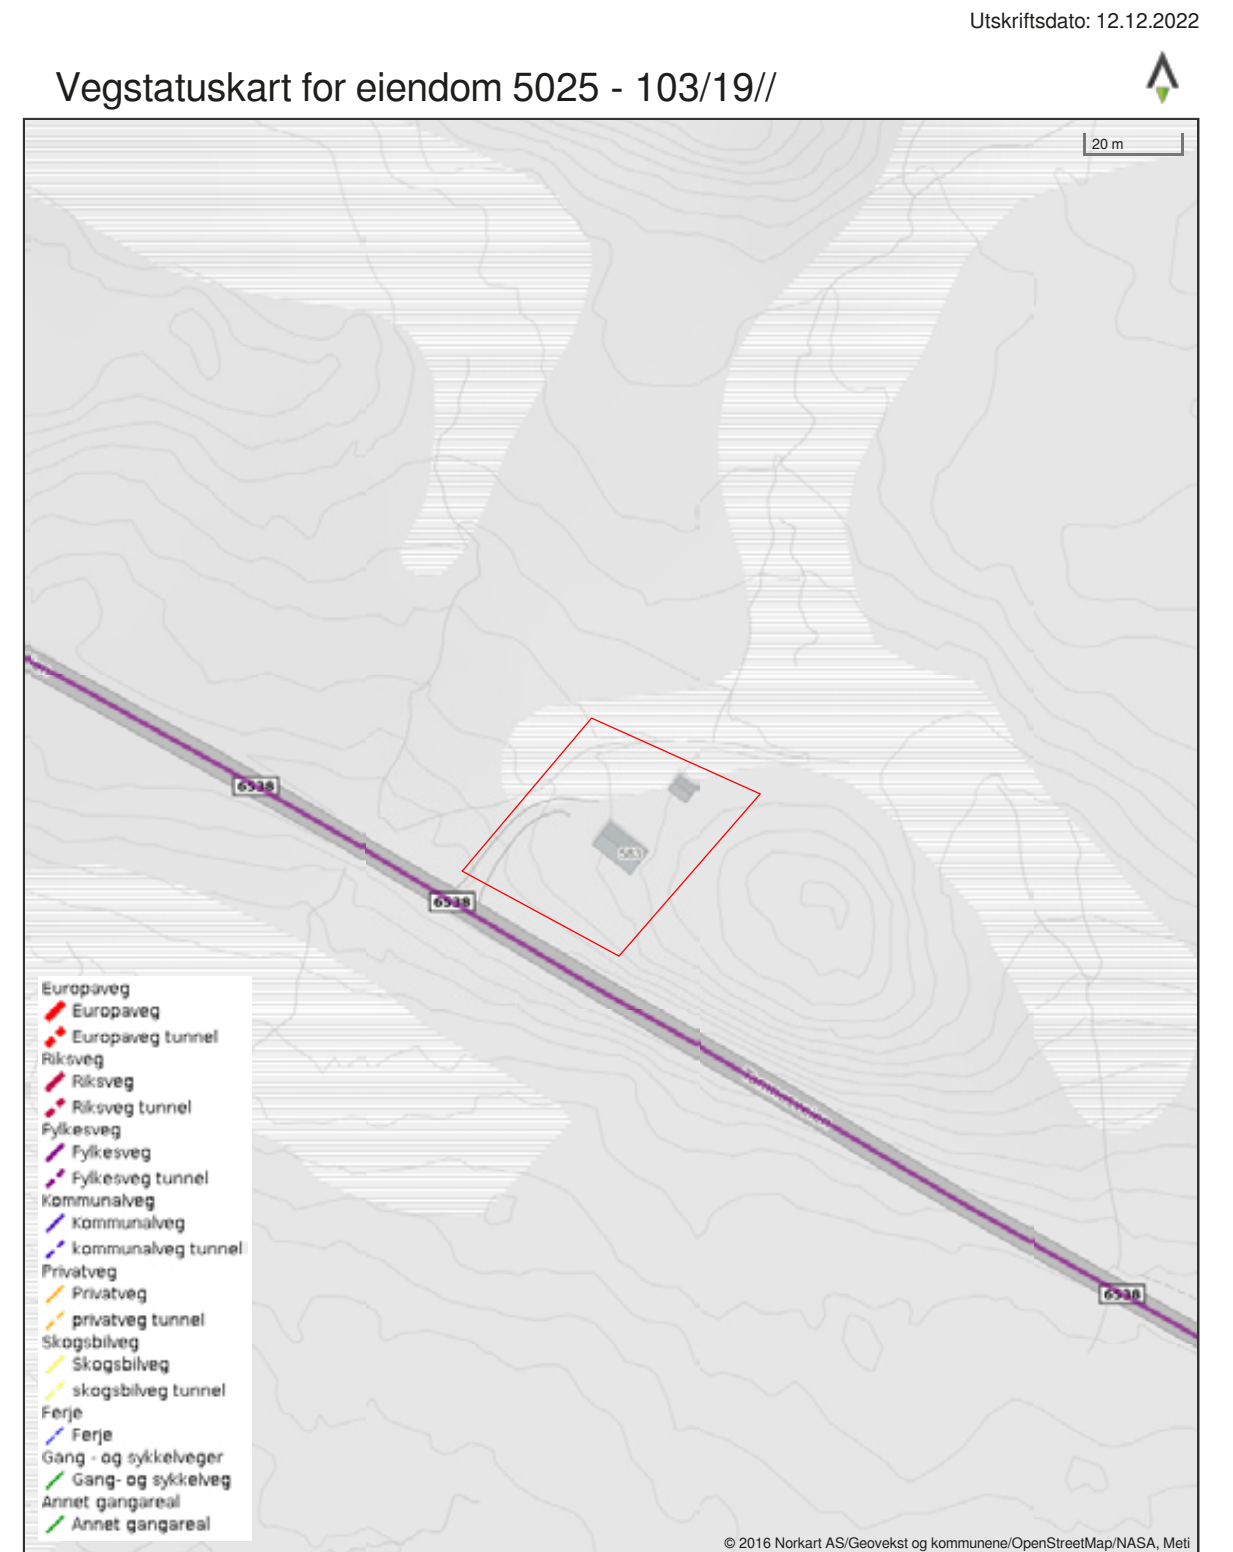 Utskriftsdato: 12.12.2022
Vegstatuskart for eiendom 5025 - 103/19//
20 m
6538
583
6538
6538
Europaveg
Europaveg
Europaveg tunnel
Riksveg
Riksveg
Riksveg tunnel
Fylkesveg
Fylkesveg
Fylkesveg tunnel
Kommunalveg
Kommunalveg
kommunalveg tunnel
Privatveg
Privatveg
privatveg tunnel
Skogsbilveg
Skogsbilveg
skogsbilveg tunnel
Ferje
Ferje
Gang - og sykkelveger
Gang- og sykkelveg
Annet gangareal
Annet gangareal
© 2016 Norkart AS/Geovekst og kommunene/OpenStreetMap/NASA, Meti